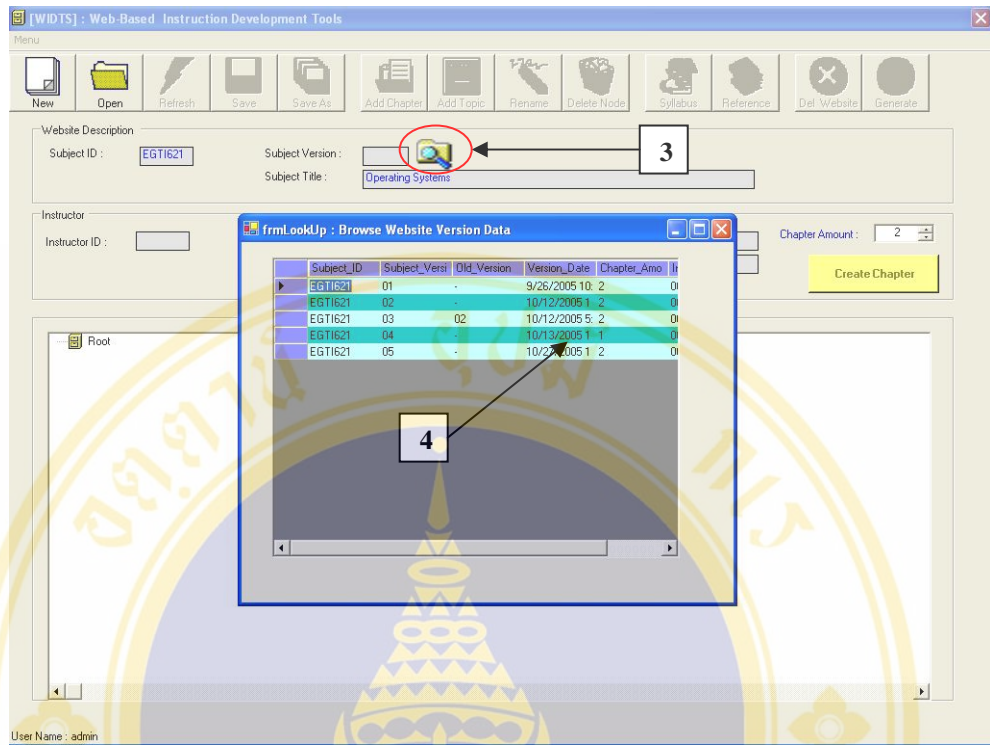 [WIDTS] : Web-Based Instruction Development Tools
Menu
New Open Refresh Save Save As Add Chapter Add Topic Rename Delete Node Syllabus Reference Del Website Generate
Website Description
Subject ID : EGTI621 Subject Version :
3
Subject Title : Operating Systems
Instructor
Instructor ID :
Chapter Amount : 2
Create Chapter
frmLookUp : Browse Website Version Data
Subject_ID Subject_Versi Old_Version Version_Date Chapter_Amo
EGTI621 01 - 9/26/2005 10: 2
EGTI621 02 - 10/12/2005 1 2
EGTI621 03 02 10/12/2005 5: 2
EGTI621 04 - 10/13/2005 1 1
EGTI621 05 - 10/27/2005 1 2
Root
4
User Name : admin